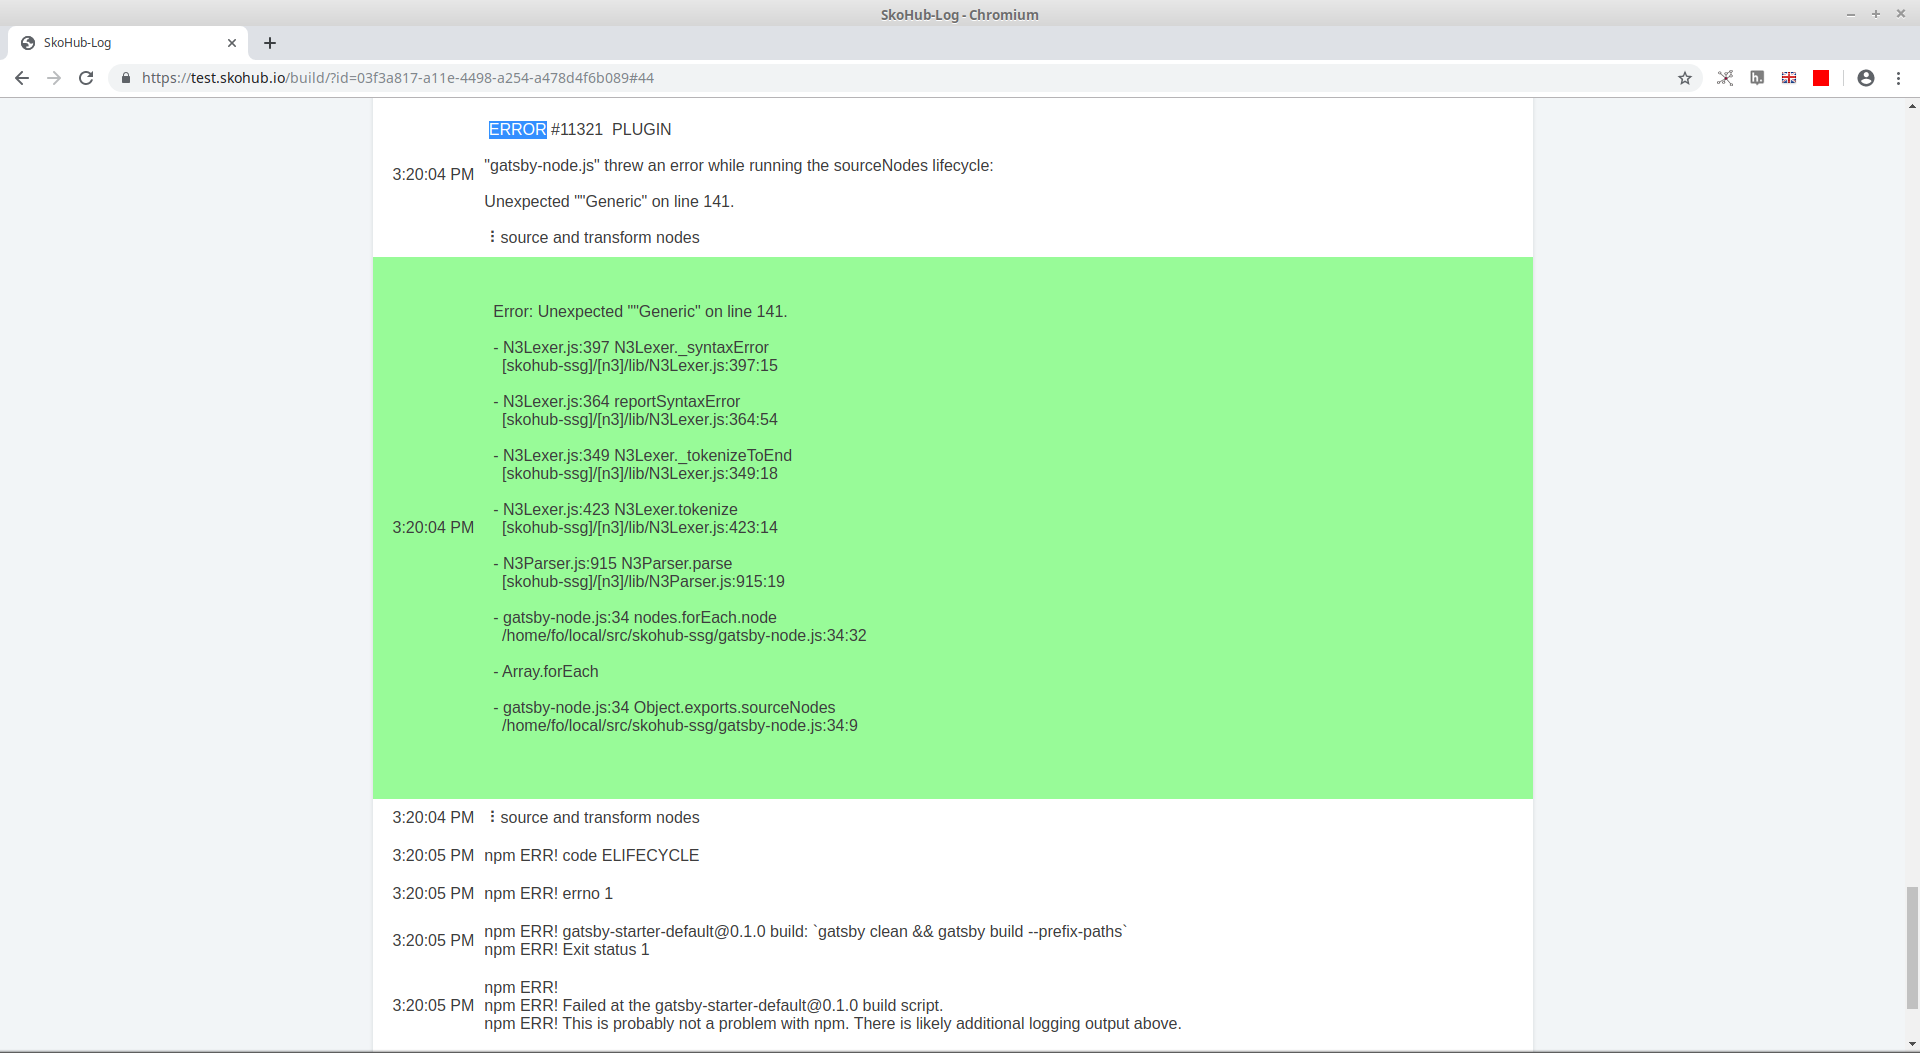 SkoHub-Log - Chromium
SkoHub-Log
https://test.skohub.io/build/?id=03f3a817-a11e-4498-a254-a478d4f6b089#44
h.
ERROR #11321  PLUGIN
"gatsby-node.js" threw an error while running the sourceNodes lifecycle:
3:20:04 PM
Unexpected ""Generic" on line 141.
⠇ source and transform nodes
Error: Unexpected ""Generic" on line 141.
- N3Lexer.js:397 N3Lexer._syntaxError
[skohub-ssg]/[n3]/lib/N3Lexer.js:397:15
- N3Lexer.js:364 reportSyntaxError
[skohub-ssg]/[n3]/lib/N3Lexer.js:364:54
- N3Lexer.js:349 N3Lexer._tokenizeToEnd
[skohub-ssg]/[n3]/lib/N3Lexer.js:349:18
- N3Lexer.js:423 N3Lexer.tokenize
3:20:04 PM [skohub-ssg]/[n3]/lib/N3Lexer.js:423:14
- N3Parser.js:915 N3Parser.parse
[skohub-ssg]/[n3]/lib/N3Parser.js:915:19
- gatsby-node.js:34 nodes.forEach.node
/home/fo/local/src/skohub-ssg/gatsby-node.js:34:32
- Array.forEach
- gatsby-node.js:34 Object.exports.sourceNodes
/home/fo/local/src/skohub-ssg/gatsby-node.js:34:9
3:20:04 PM ⠇ source and transform nodes
3:20:05 PM npm ERR! code ELIFECYCLE
3:20:05 PM npm ERR! errno 1
3:20:05 PM npm ERR! gatsby-starter-default@0.1.0 build: `gatsby clean && gatsby build --prefix-paths`
npm ERR! Exit status 1
npm ERR!
3:20:05 PM npm ERR! Failed at the gatsby-starter-default@0.1.0 build script.
npm ERR! This is probably not a problem with npm. There is likely additional logging output above.